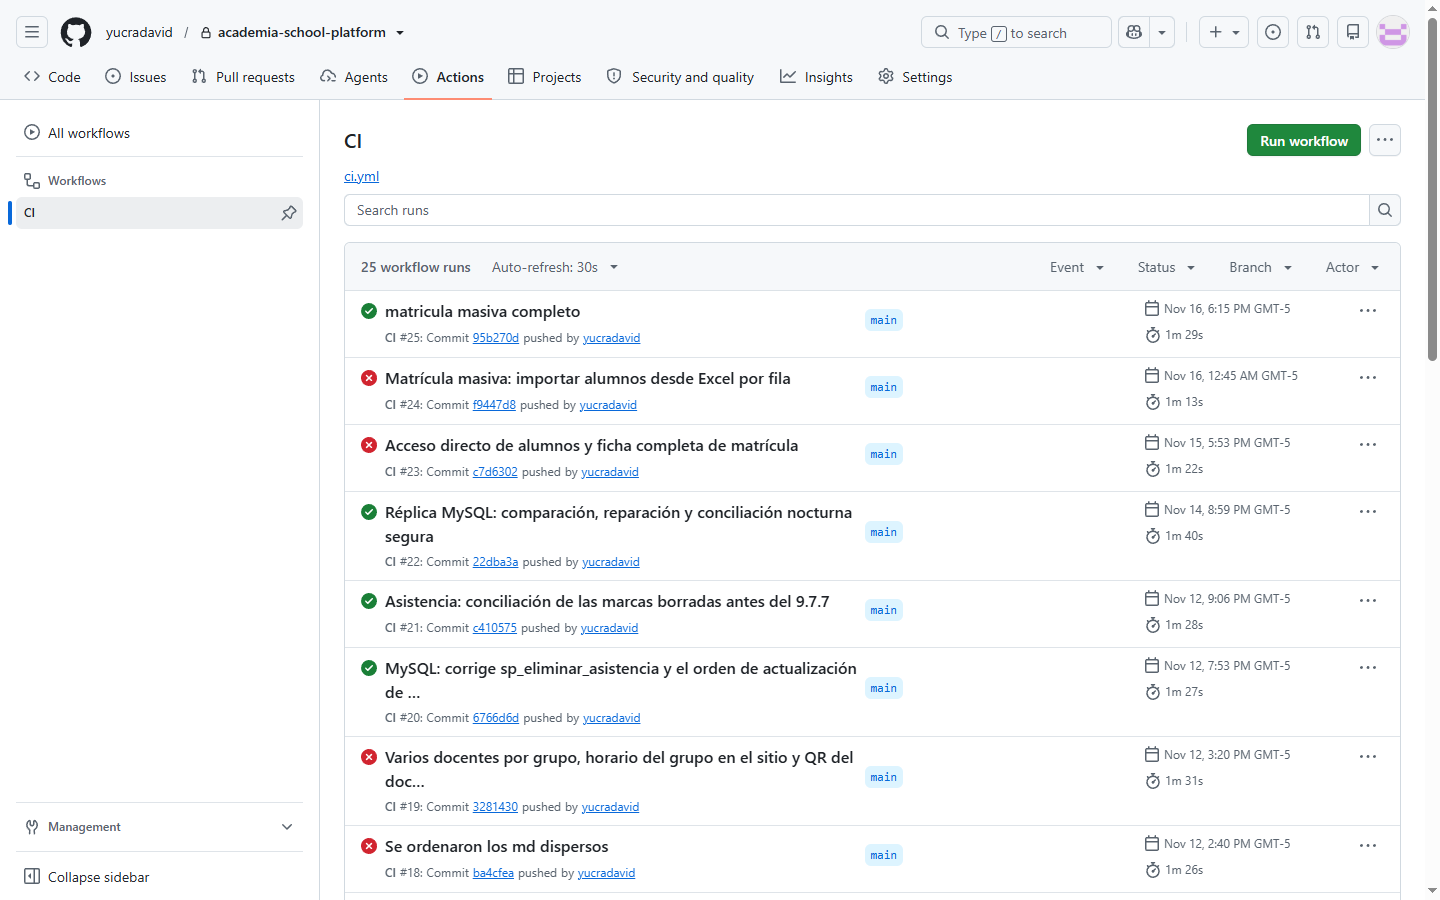 yucradavid / academia-school-platform
Type / to search
Code
Issues
Pull requests
Agents
Actions
Projects
Security and quality
Insights
Settings
All workflows
Workflows
CI
Management
Collapse sidebar
CI
Run workflow
ci.yml
Search runs
25 workflow runs
Auto-refresh: 30s
Event
Status
Branch
Actor
matricula masiva completo
CI #25: Commit 95b270d pushed by yucradavid
main
Nov 16, 6:15 PM GMT-5
1m 29s
Matrícula masiva: importar alumnos desde Excel por fila
CI #24: Commit f9447d8 pushed by yucradavid
main
Nov 16, 12:45 AM GMT-5
1m 13s
Acceso directo de alumnos y ficha completa de matrícula
CI #23: Commit c7d6302 pushed by yucradavid
main
Nov 15, 5:53 PM GMT-5
1m 22s
Réplica MySQL: comparación, reparación y conciliación nocturna
segura
CI #22: Commit 22dba3a pushed by yucradavid
main
Nov 14, 8:59 PM GMT-5
1m 40s
Asistencia: conciliación de las marcas borradas antes del 9.7.7
CI #21: Commit c410575 pushed by yucradavid
main
Nov 12, 9:06 PM GMT-5
1m 28s
MySQL: corrige sp_eliminar_asistencia y el orden de actualización
de ...
CI #20: Commit 6766d6d pushed by yucradavid
main
Nov 12, 7:53 PM GMT-5
1m 27s
Varios docentes por grupo, horario del grupo en el sitio y QR del
doc...
CI #19: Commit 3281430 pushed by yucradavid
main
Nov 12, 3:20 PM GMT-5
1m 31s
Se ordenaron los md dispersos
CI #18: Commit ba4cfea pushed by yucradavid
main
Nov 12, 2:40 PM GMT-5
1m 26s